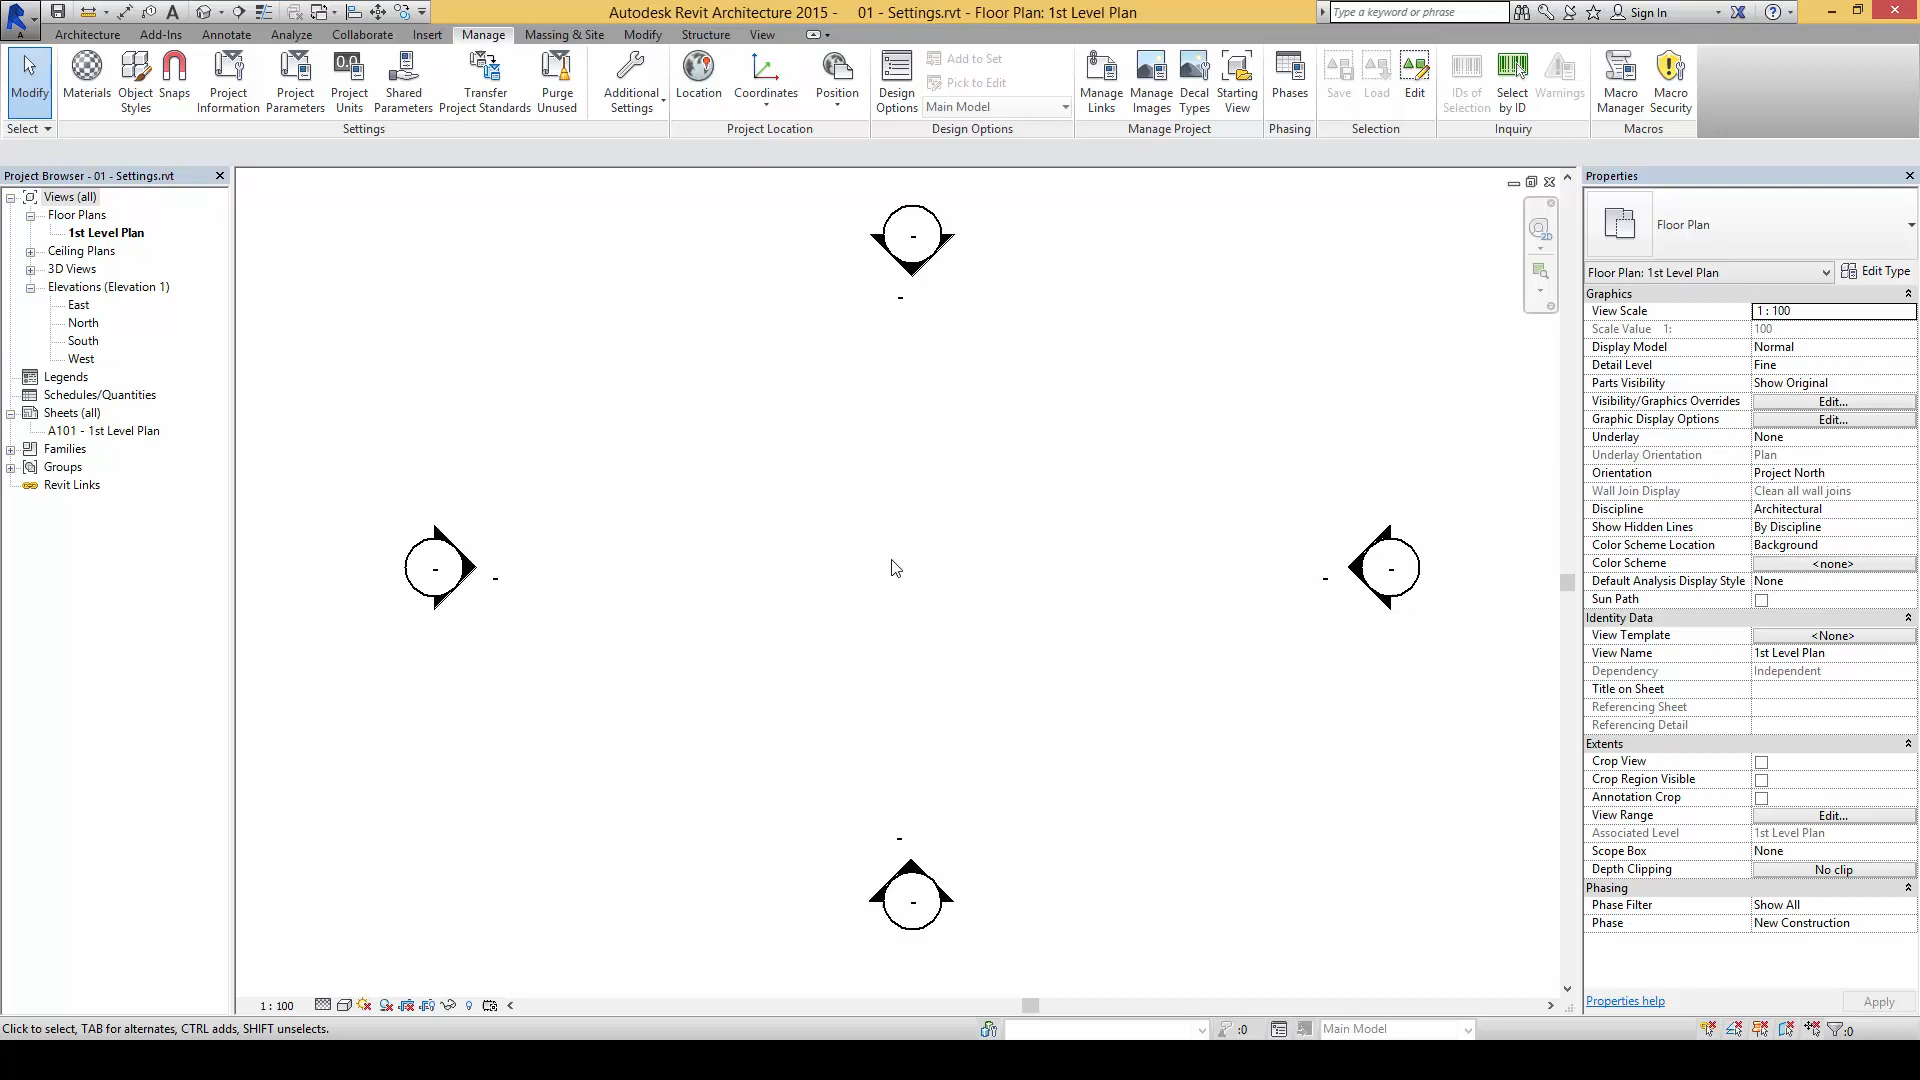 Autodesk Revit Architecture 2015 - 01 - Settings.rvt - Floor Plan: 1st Level Plan
Type a keyword or phrase
Sign In
Architecture Add-Ins Annotate Analyze Collaborate Insert Manage Massing & Site Modify Structure View
Modify
Materials
Object Styles
Snaps
Project Information
Project Parameters
Project Units
Shared Parameters
Transfer Project Standards
Purge Unused
Additional Settings
Location
Coordinates
Position
Design Options
Add to Set
Pick to Edit
Main Model
Manage Links
Manage Images
Decal Types
Starting View
Phases
Save
Load
Edit
IDs of Selection
Select by ID
Warnings
Macro Manager
Macro Security
Select Settings Project Location Design Options Manage Project Phasing Selection Inquiry Macros
Project Browser - 01 - Settings.rvt
Views (all)
Floor Plans
1st Level Plan
Ceiling Plans
3D Views
Elevations (Elevation 1)
East
North
South
West
Legends
Schedules/Quantities
Sheets (all)
A101 - 1st Level Plan
Families
Groups
Revit Links
Properties
Floor Plan
Floor Plan: 1st Level Plan Edit Type
Graphics
View Scale 1 : 100
Scale Value 1: 100
Display Model Normal
Detail Level Fine
Parts Visibility Show Original
Visibility/Graphics Overrides Edit...
Graphic Display Options Edit...
Underlay None
Underlay Orientation Plan
Orientation Project North
Wall Join Display Clean all wall joins
Discipline Architectural
Show Hidden Lines By Discipline
Color Scheme Location Background
Color Scheme <none>
Default Analysis Display Style None
Sun Path
Identity Data
View Template <None>
View Name 1st Level Plan
Dependency Independent
Title on Sheet
Referencing Sheet
Referencing Detail
Extents
Crop View
Crop Region Visible
Annotation Crop
View Range Edit...
Associated Level 1st Level Plan
Scope Box None
Depth Clipping No clip
Phasing
Phase Filter Show All
Phase New Construction
Properties help Apply
1 : 100
Click to select, TAB for alternates, CTRL adds, SHIFT unselects.
:0
Main Model
:0